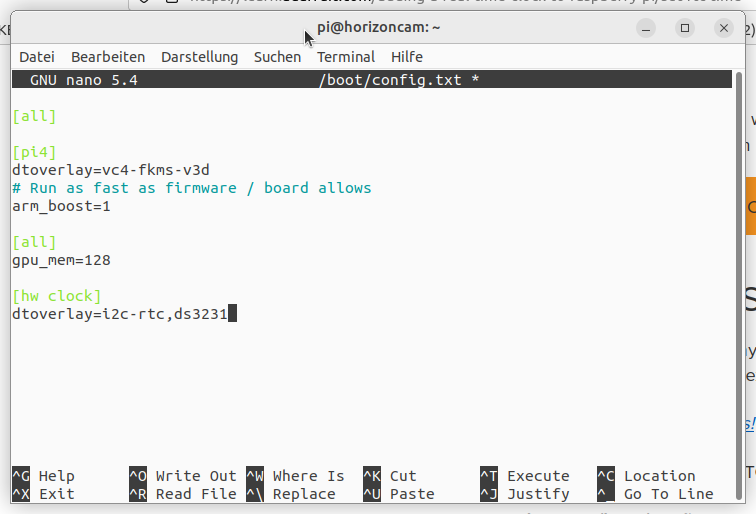 pi@horizoncam: ~
Datei Bearbeiten Darstellung Suchen Terminal Hilfe
GNU nano 5.4 /boot/config.txt *
[all]
[pi4]
dtoverlay=vc4-fkms-v3d
# Run as fast as firmware / board allows
arm_boost=1
[all]
gpu_mem=128
[hw clock]
dtoverlay=i2c-rtc,ds3231
^G Help ^O Write Out ^W Where Is ^K Cut ^T Execute ^C Location
^X Exit ^R Read File ^\ Replace ^U Paste ^J Justify ^_ Go To Line